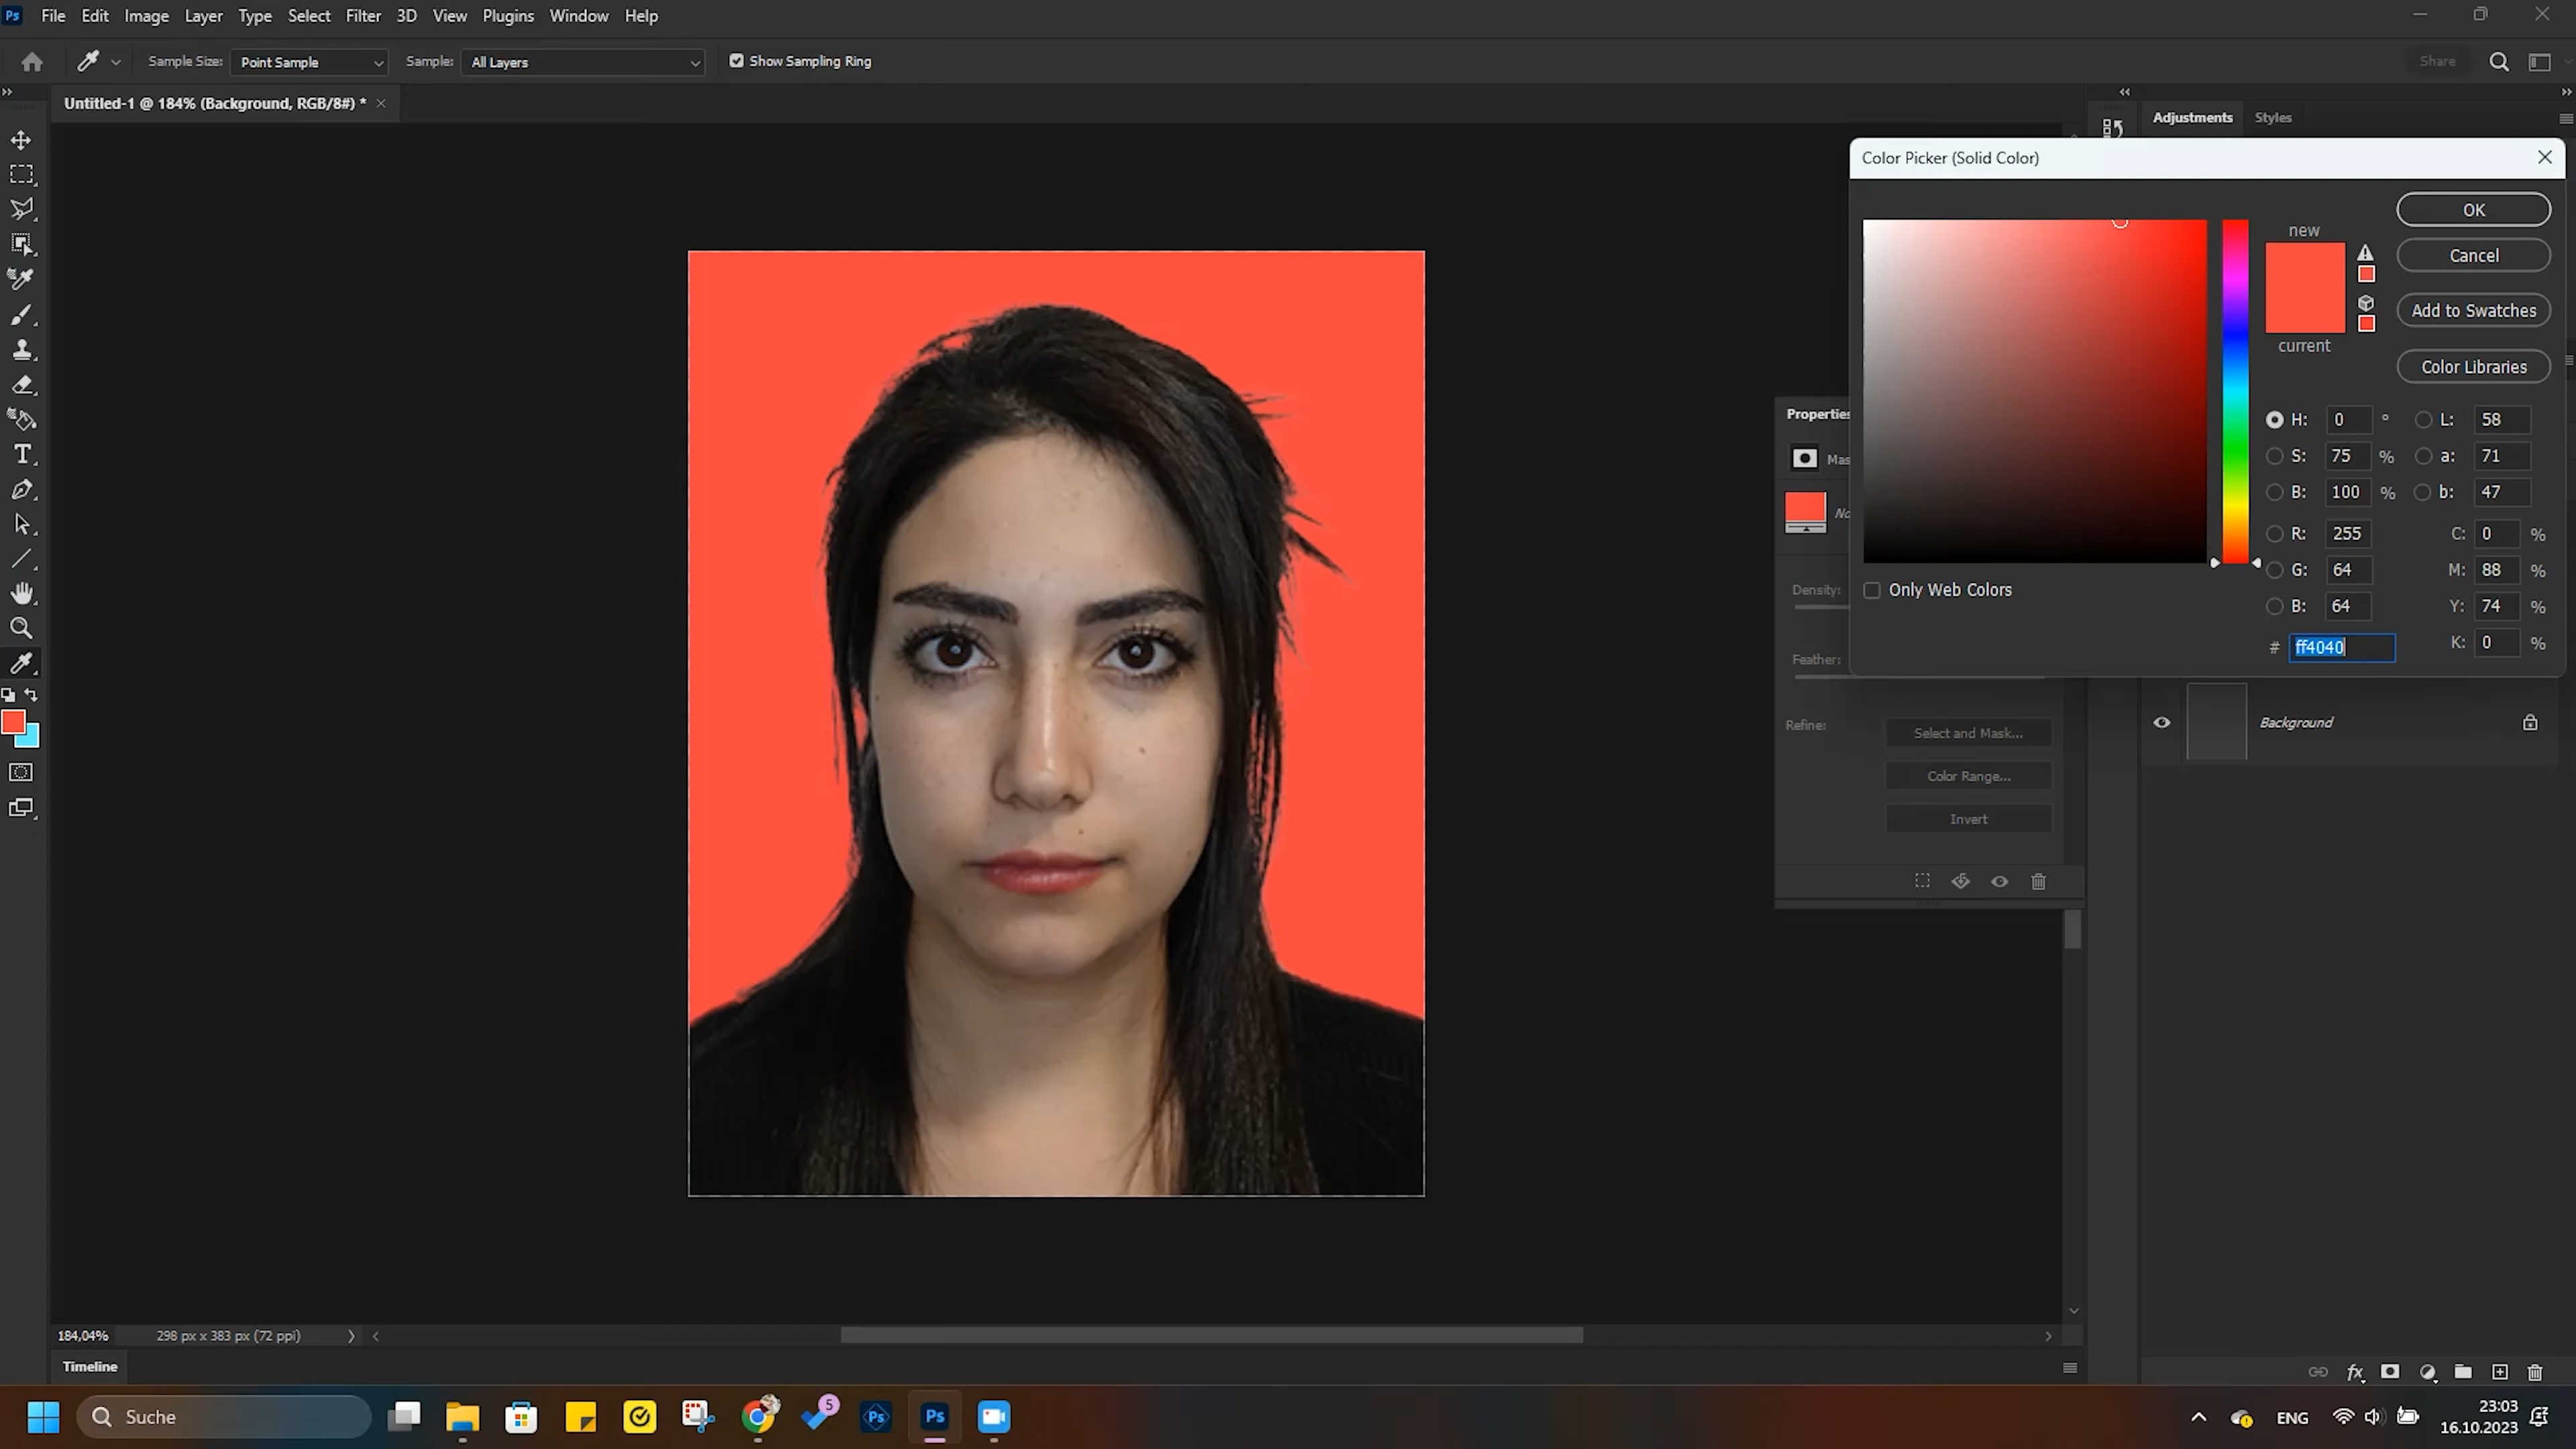 Ps File Edit Image Layer Type Select Filter 3D View Plugins Window Help
Sample Size: Point Sample Sample: All Layers Show Sampling Ring Share
Untitled-1 @ 184% (Background, RGB/8#) *
Adjustments Styles
Color Picker (Solid Color)
new
current
OK
Cancel
Add to Swatches
Color Libraries
H: 0 °
S: 75 %
B: 100 %
R: 255
G: 64
B: 64
# ff4040
L: 58
a: 71
b: 47
C: 0 %
M: 88 %
Y: 74 %
K: 0 %
Only Web Colors
Properties
Density:
Feather:
Refine:
Select and Mask...
Color Range...
Invert
Background
184,04% 298 px x 383 px (72 ppi)
Timeline
Suche
5
Ps
Ps
ENG
23:03
16.10.2023